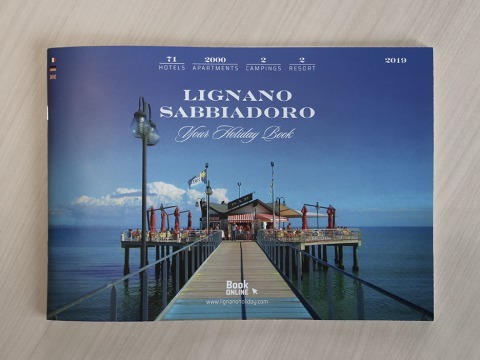 71 2000 2 2
HOTELS APARTMENTS CAMPINGS RESORT
2019
LIGNANO
SABBIADORO
Your Holiday Book
Book
ONLINE
www.lignanoholiday.com